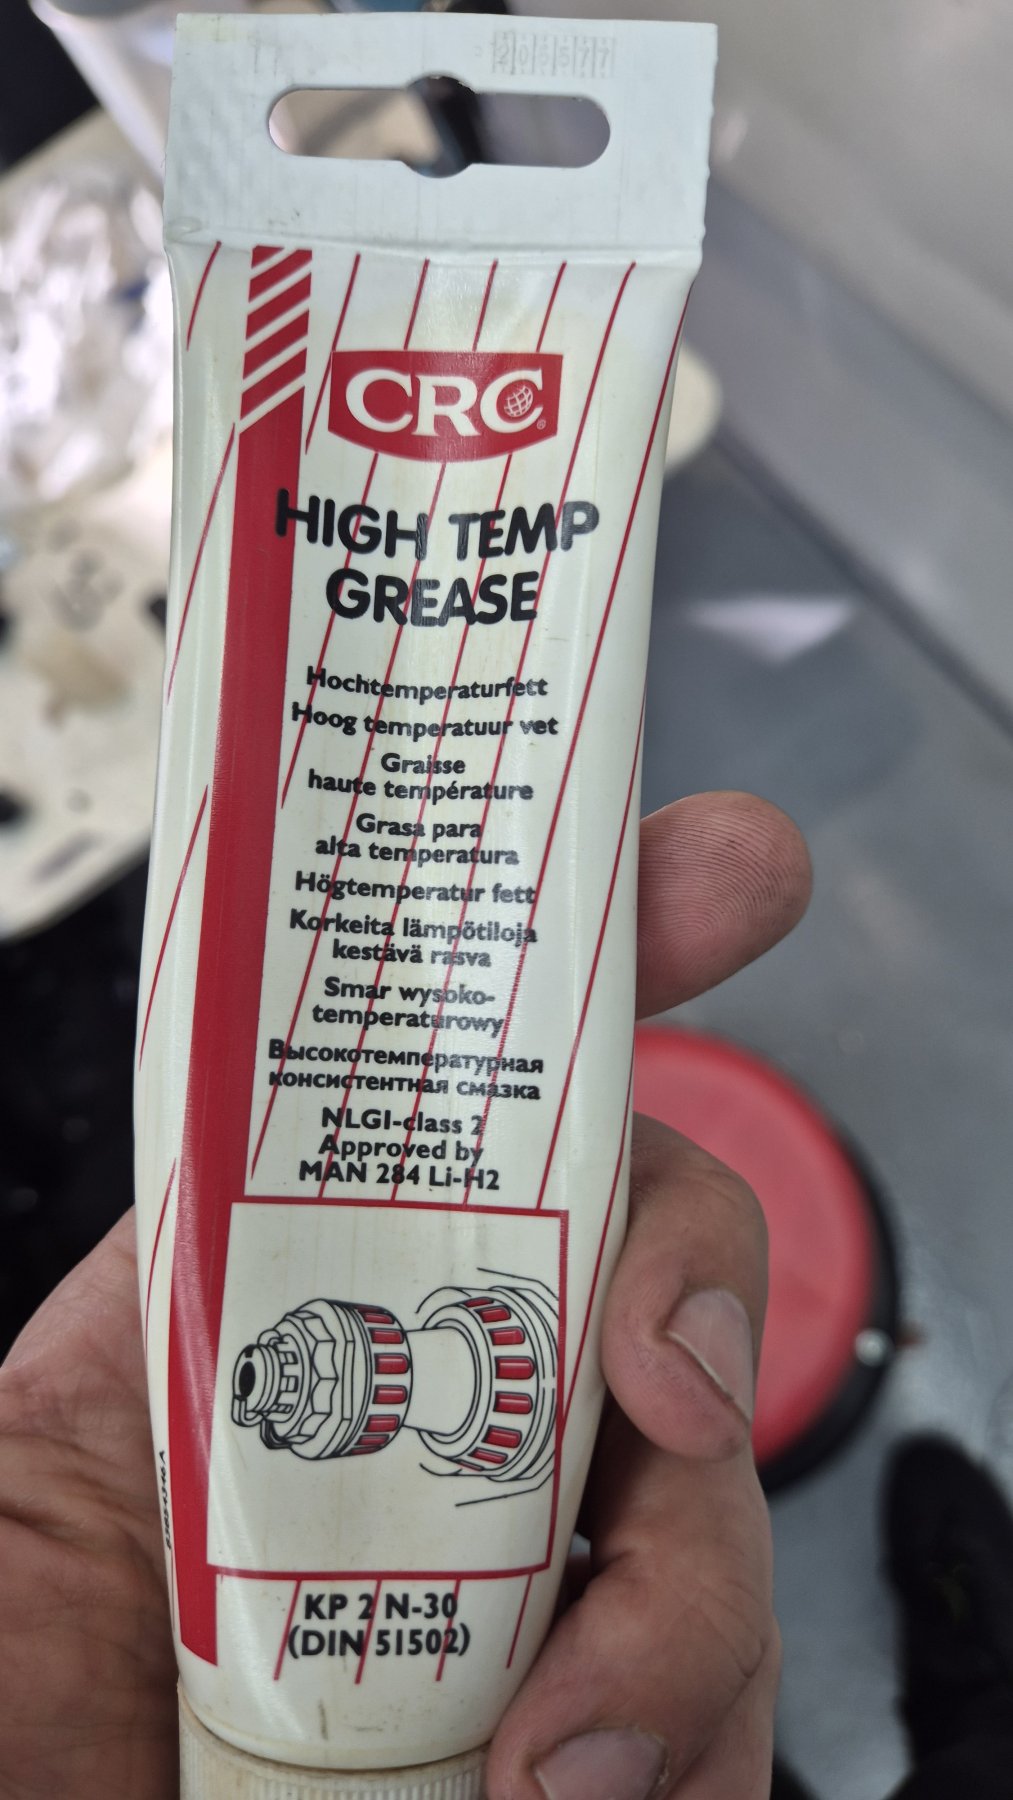 206577
CRC
HIGH TEMP
GREASE
Hochtemperaturfett
Hoog temperatuur vet
Graisse
haute température
Grasa para
alta temperatura
Högtemperatur fett
Korkeita lämpötiloja
kestävä rasva
Smar wysoko-
temperaturowy
Высокотемпературная
консистентная смазка
NLGI-class 2
Approved by
MAN 284 Li-H2
KP 2 N-30
(DIN 51502)